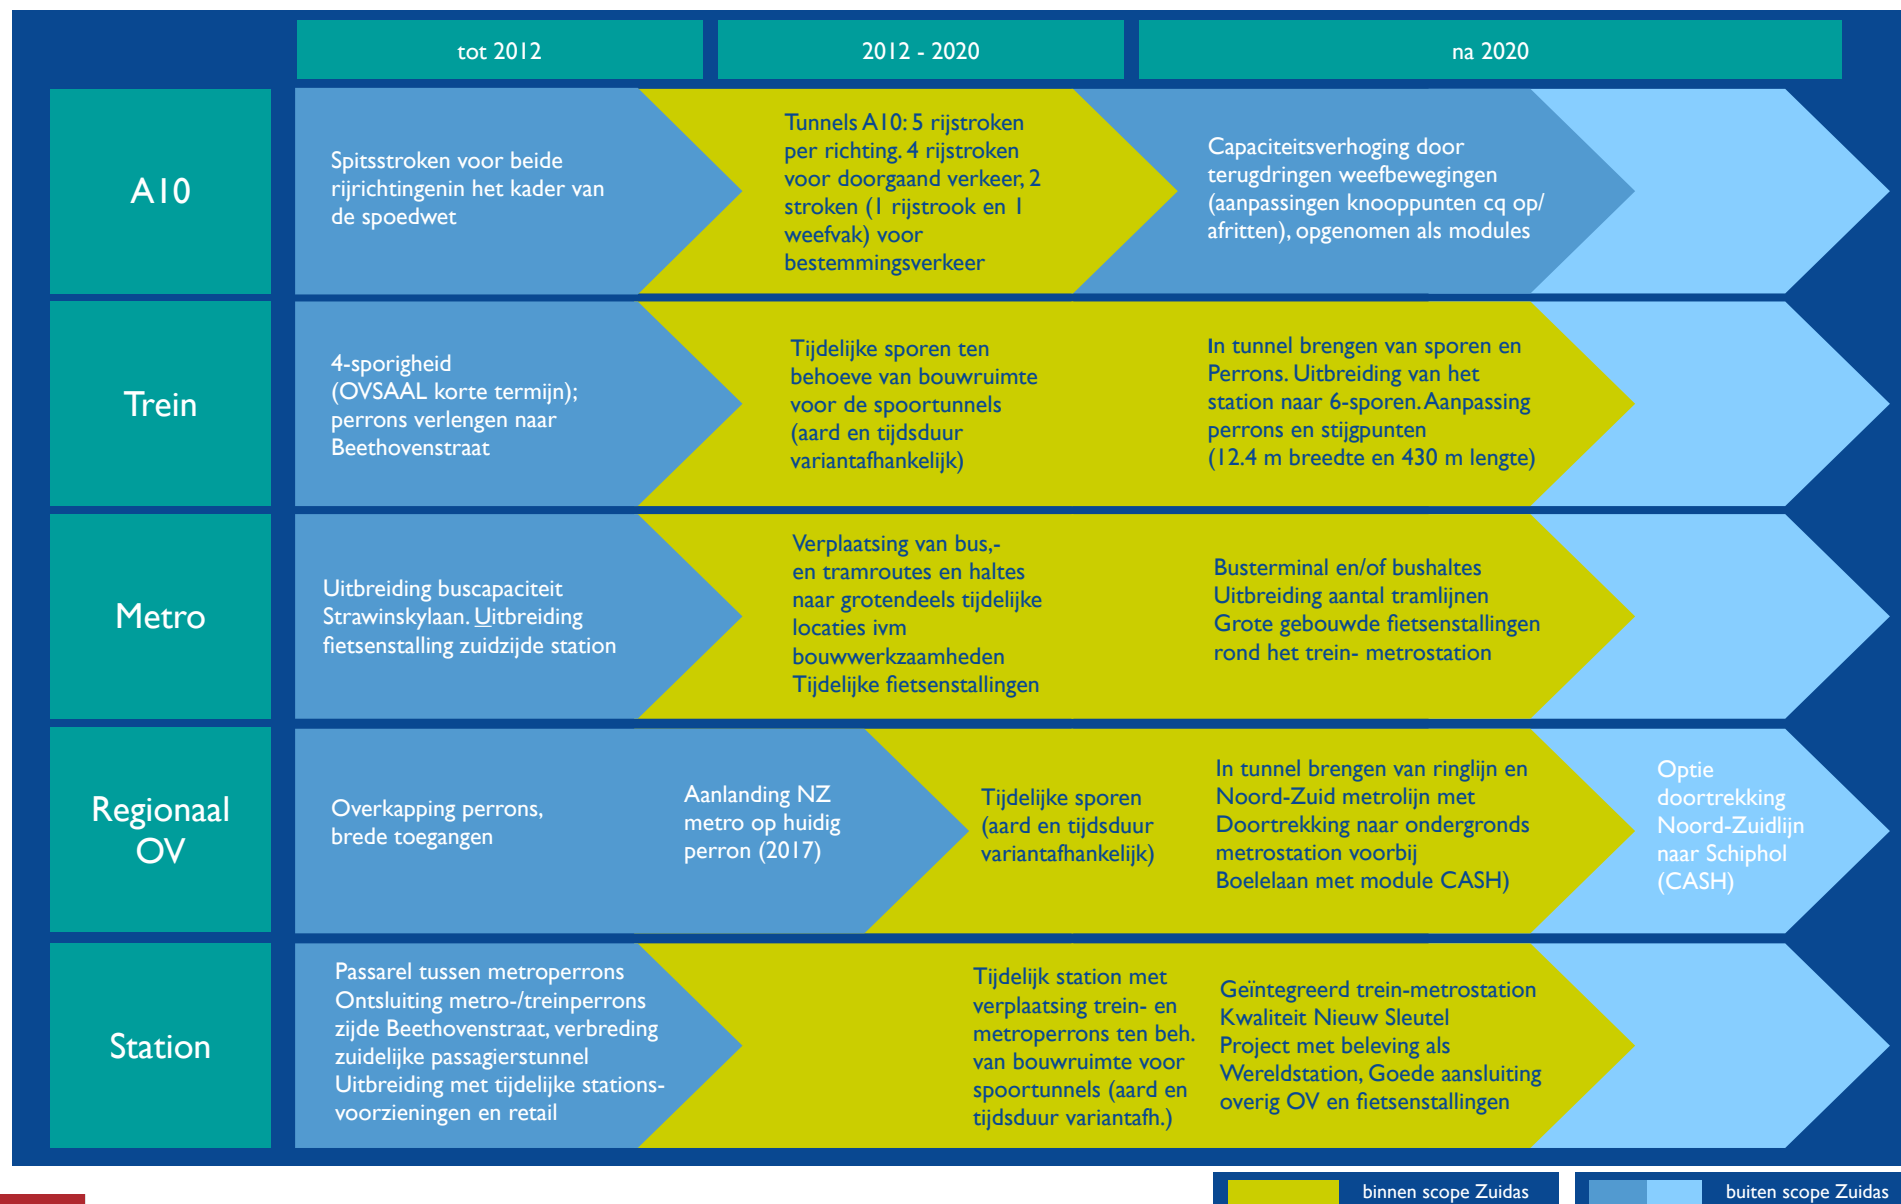 tot 2012
2012 - 2020
na 2020
A10
Spitsstroken voor beide
rijrichtingenin het kader van
de spoedwet
Tunnels A10: 5 rijstroken
per richting. 4 rijstroken
voor doorgaand verkeer, 2
stroken (1 rijstrook en 1
weefvak) voor
bestemmingsverkeer
Capaciteitsverhoging door
terugdringen weefbewegingen
(aanpassingen knooppunten cq op/
afritten), opgenomen als modules
Trein
4-sporigheid
(OVSAAL korte termijn);
perrons verlengen naar
Beethovenstraat
Tijdelijke sporen ten
behoeve van bouwruimte
voor de spoortunnels
(aard en tijdsduur
variantafhankelijk)
In tunnel brengen van sporen en
Perrons. Uitbreiding van het
station naar 6-sporen. Aanpassing
perrons en stijgpunten
(12.4 m breedte en 430 m lengte)
Metro
Uitbreiding buscapaciteit
Strawinskylaan. Uitbreiding
fietsenstalling zuidzijde station
Verplaatsing van bus,-
en tramroutes en haltes
naar grotendeels tijdelijke
locaties ivm
bouwwerkzaamheden
Tijdelijke fietsenstallingen
Busterminal en/of bushaltes
Uitbreiding aantal tramlijnen
Grote gebouwde fietsenstallingen
rond het trein- metrostation
Regionaal
OV
Overkapping perrons,
brede toegangen
Aanlanding NZ
metro op huidig
perron (2017)
Tijdelijke sporen
(aard en tijdsduur
variantafhankelijk)
In tunnel brengen van ringlijn en
Noord-Zuid metrolijn met
Doortrekking naar ondergronds
metrostation voorbij
Boelelaan met module CASH)
Optie
doortrekking
Noord-Zuidlijn
naar Schiphol
(CASH)
Station
Passarel tussen metroperrons
Ontsluiting metro-/treinperrons
zijde Beethovenstraat, verbreding
zuidelijke passagierstunnel
Uitbreiding met tijdelijke stations-
voorzieningen en retail
Tijdelijk station met
verplaatsing trein- en
metroperrons ten beh.
van bouwruimte voor
spoortunnels (aard en
tijdsduur variantafh.)
Geïntegreerd trein-metrostation
Kwaliteit Nieuw Sleutel
Project met beleving als
Wereldstation, Goede aansluiting
overig OV en fietsenstallingen
binnen scope Zuidas
buiten scope Zuidas